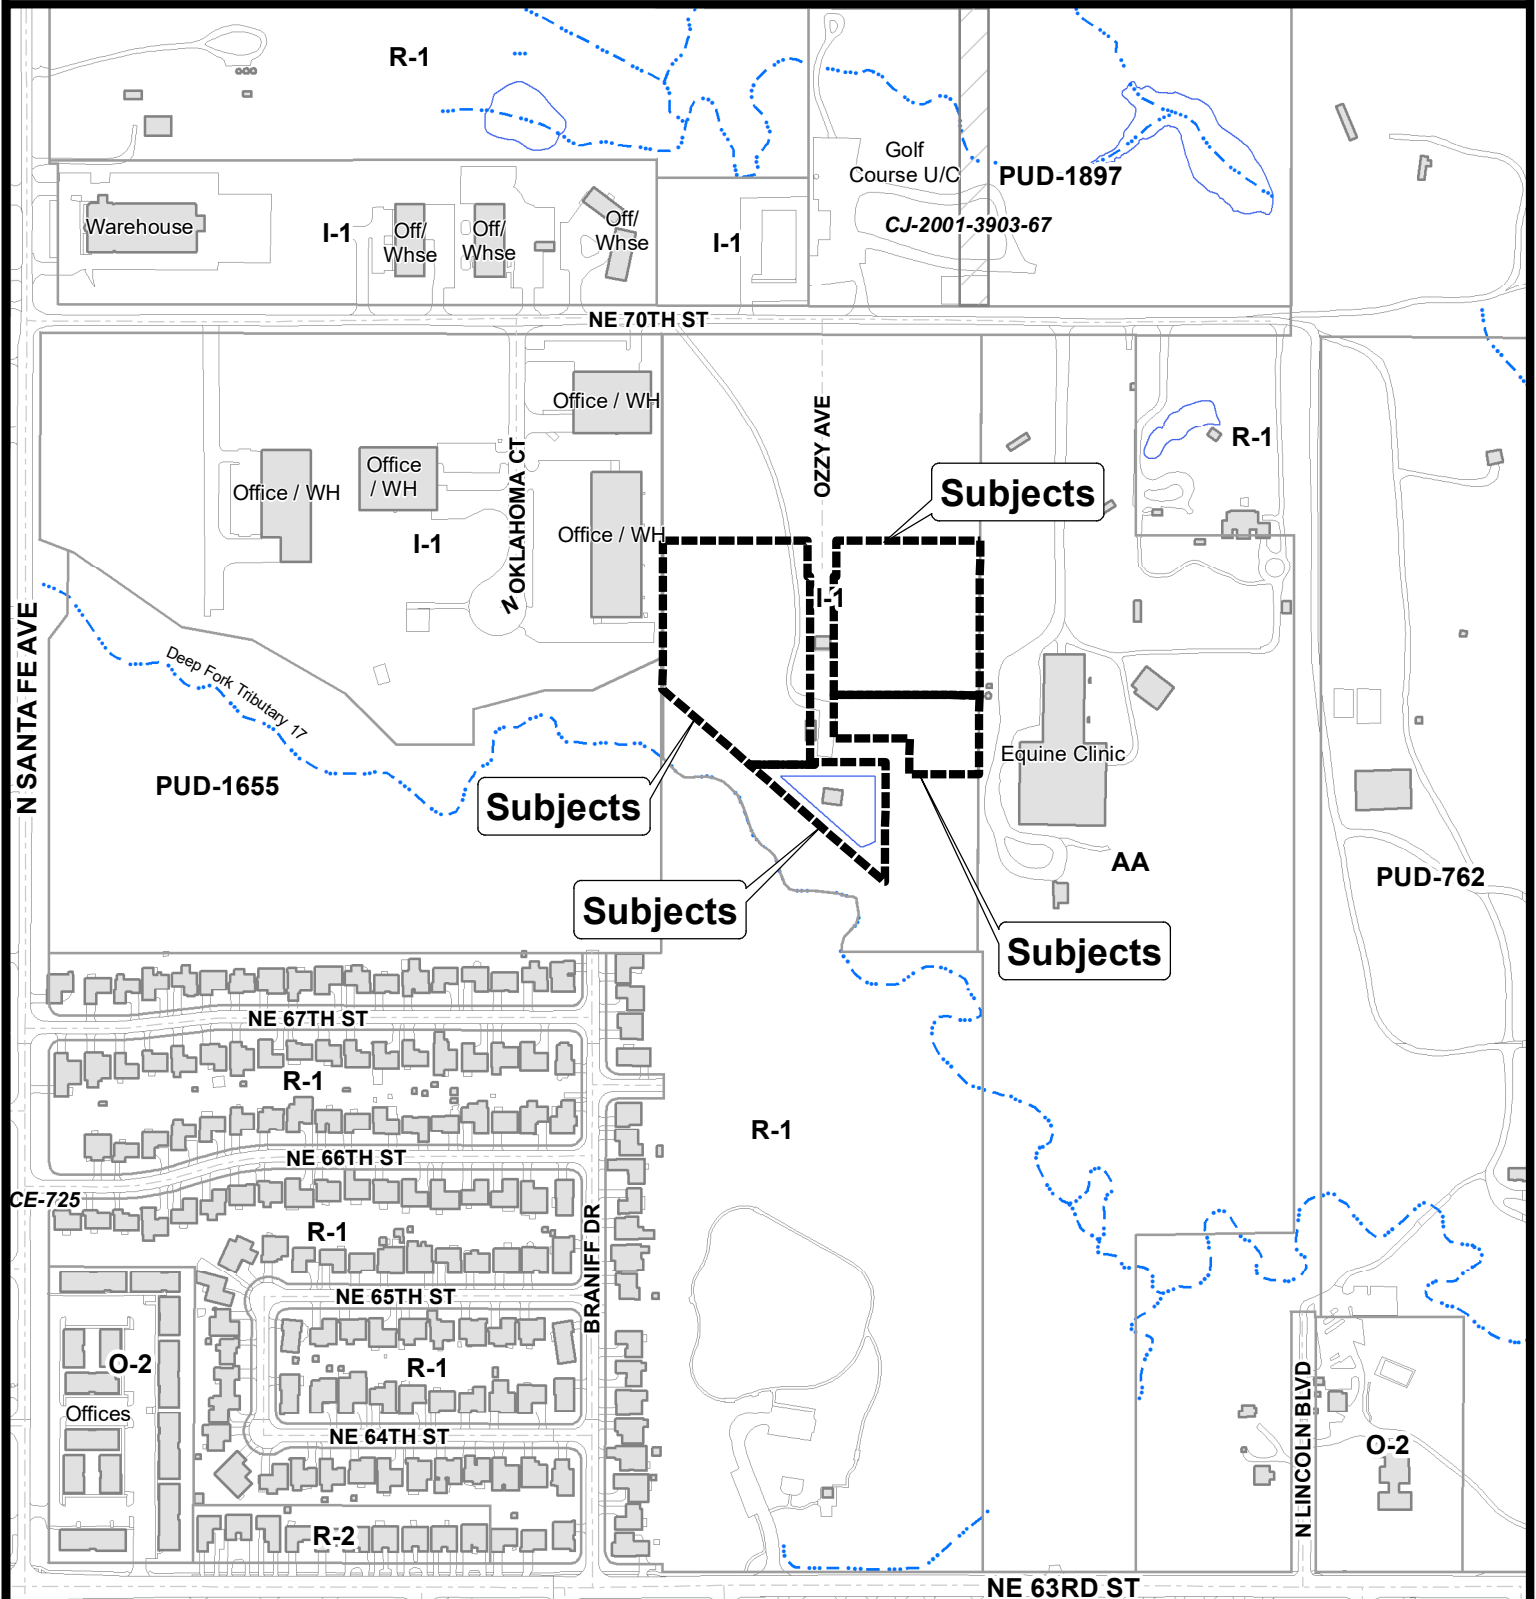 R-1
Golf
Course U/C
PUD-1897
Warehouse
I-1
Off/
Whse
Off/
Whse
Off/
Whse
I-1
CJ-2001-3903-67
NE 70TH ST
Office / WH
OZZY AVE
R-1
Office
/ WH
Office / WH
Subjects
N OKLAHOMA CT
Office / WH
I-1
I-1
N SANTA FE AVE
Deep Fork Tributary 17
Equine Clinic
PUD-1655
Subjects
AA
PUD-762
Subjects
Subjects
NE 67TH ST
R-1
R-1
NE 66TH ST
CE-725
R-1
BRANIFF DR
NE 65TH ST
O-2
R-1
Offices
NE 64TH ST
N LINCOLN BLVD
O-2
R-2
NE 63RD ST